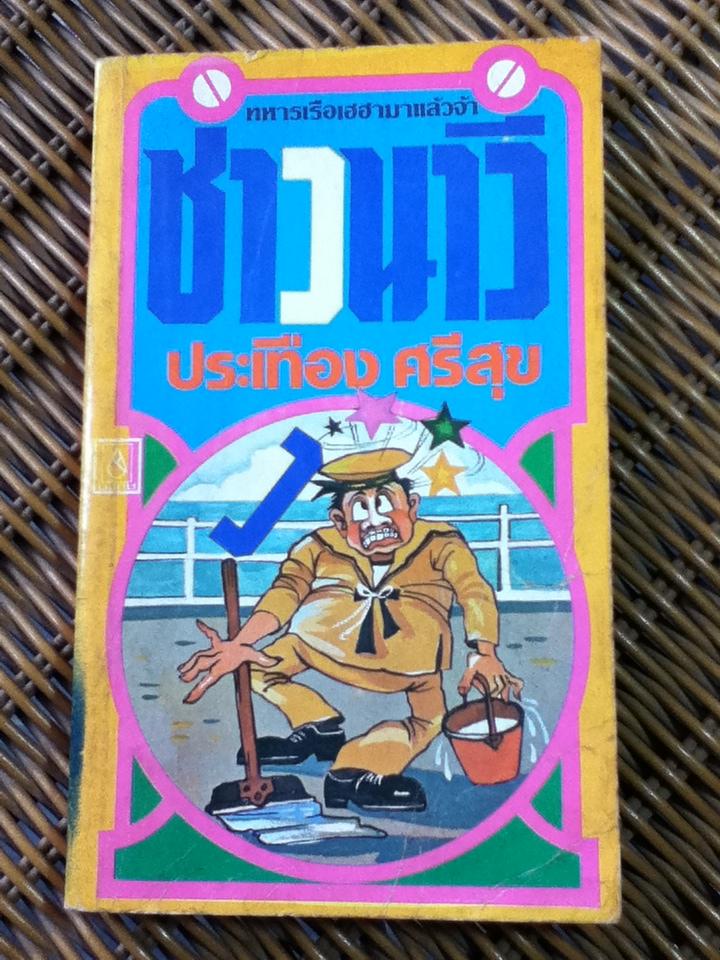 ทหารเรือเฮฮามาแล้วจ้า
ชาวนาวี
ประเทือง ศรีสุข